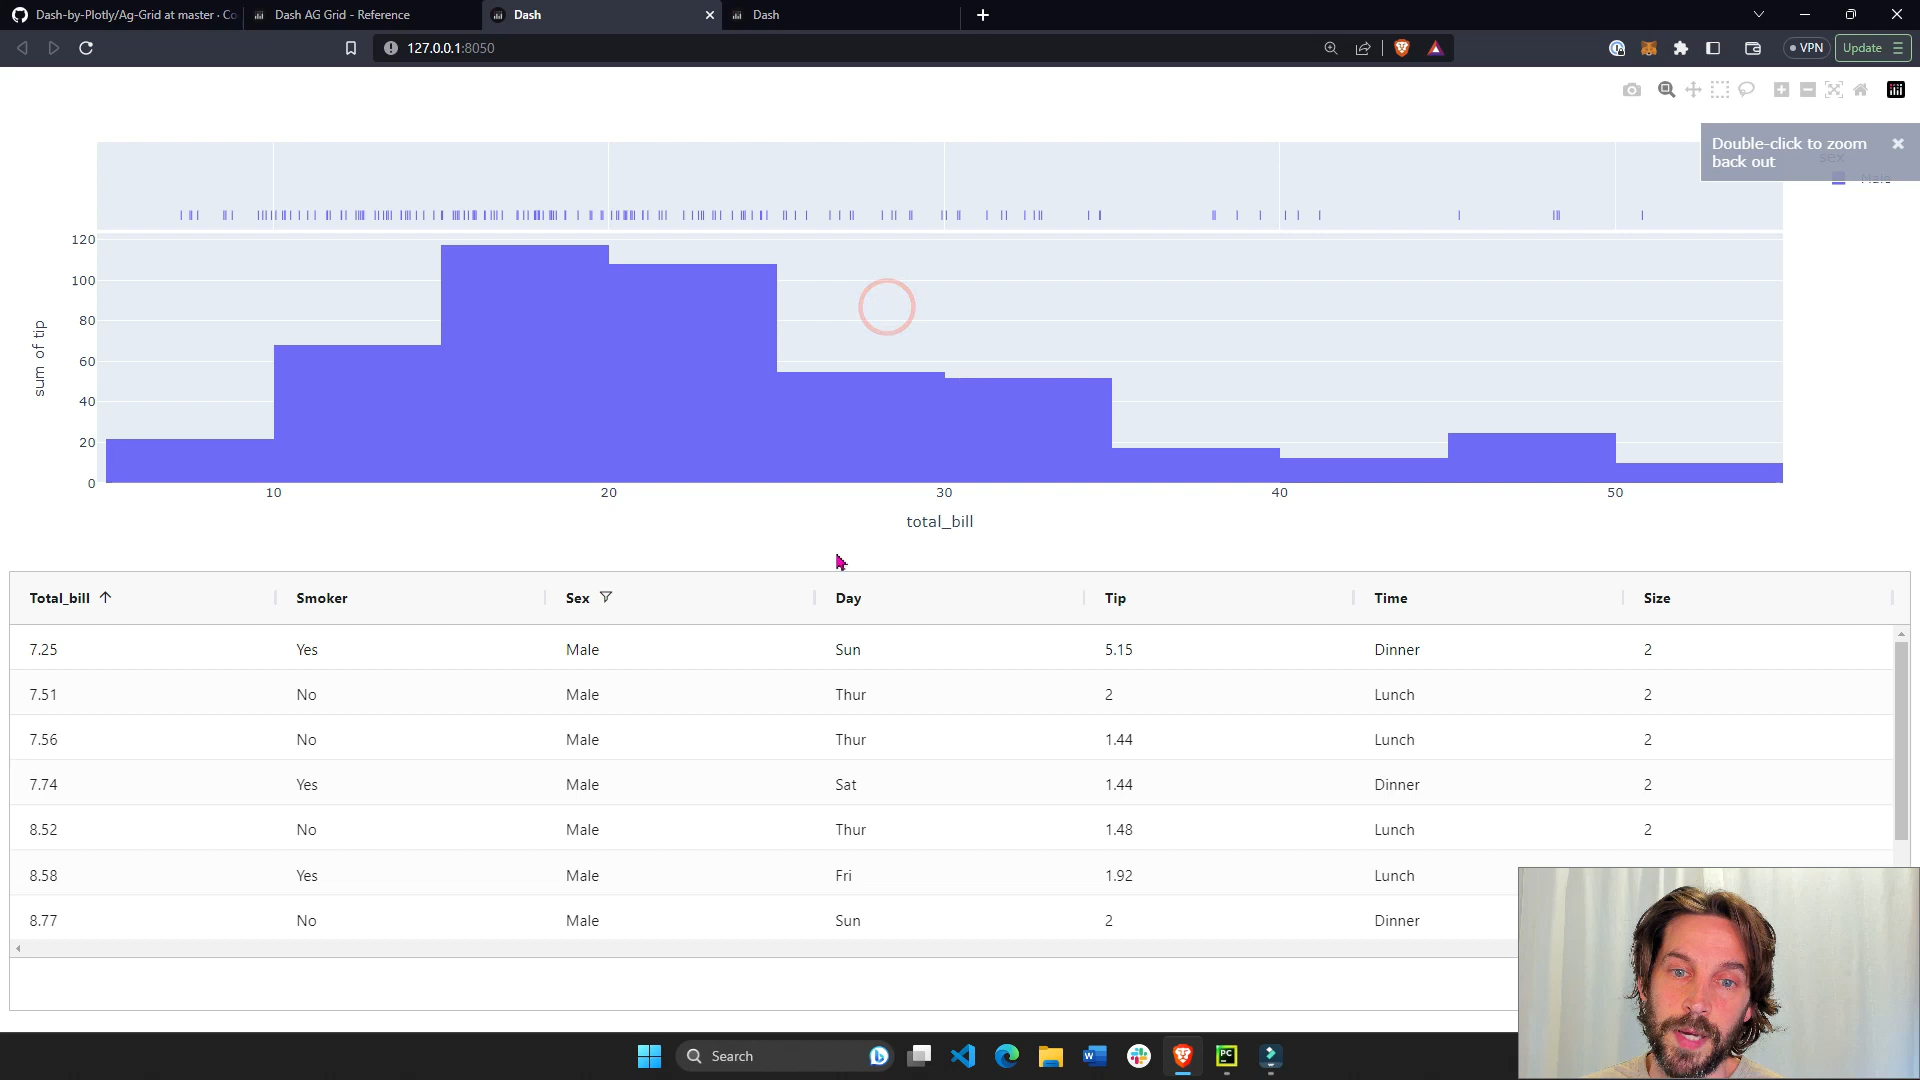 Dash-by-Plotly/Ag-Grid at master · Co
Dash AG Grid - Reference
Dash
Dash
127.0.0.1:8050
VPN
Update
Double-click to zoom
back out
sex
Male
120
100
80
60
40
20
0
sum of tip
10 20 30 40 50
total_bill
Total_bill Smoker Sex Day Tip Time Size
7.25 Yes Male Sun 5.15 Dinner 2
7.51 No Male Thur 2 Lunch 2
7.56 No Male Thur 1.44 Lunch 2
7.74 Yes Male Sat 1.44 Dinner 2
8.52 No Male Thur 1.48 Lunch 2
8.58 Yes Male Fri 1.92 Lunch
8.77 No Male Sun 2 Dinner
Search
PC